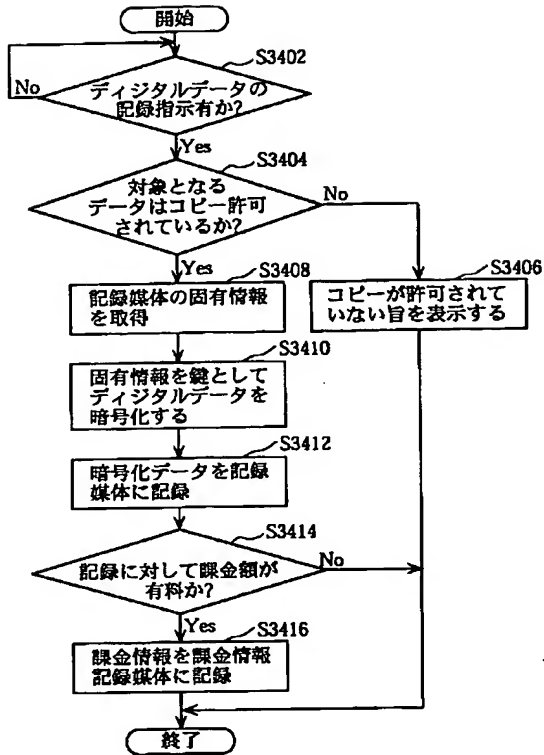 開始
S3402
ディジタルデータの
記録指示有か?
No
Yes
S3404
対象となる
データはコピー許可
されているか?
No
Yes
S3408
記録媒体の固有情報
を取得
S3406
コピーが許可されて
いない旨を表示する
S3410
固有情報を鍵として
ディジタルデータを
暗号化する
S3412
暗号化データを記録
媒体に記録
S3414
記録に対して課金額が
有料か?
No
Yes
S3416
課金情報を課金情報
記録媒体に記録
終了